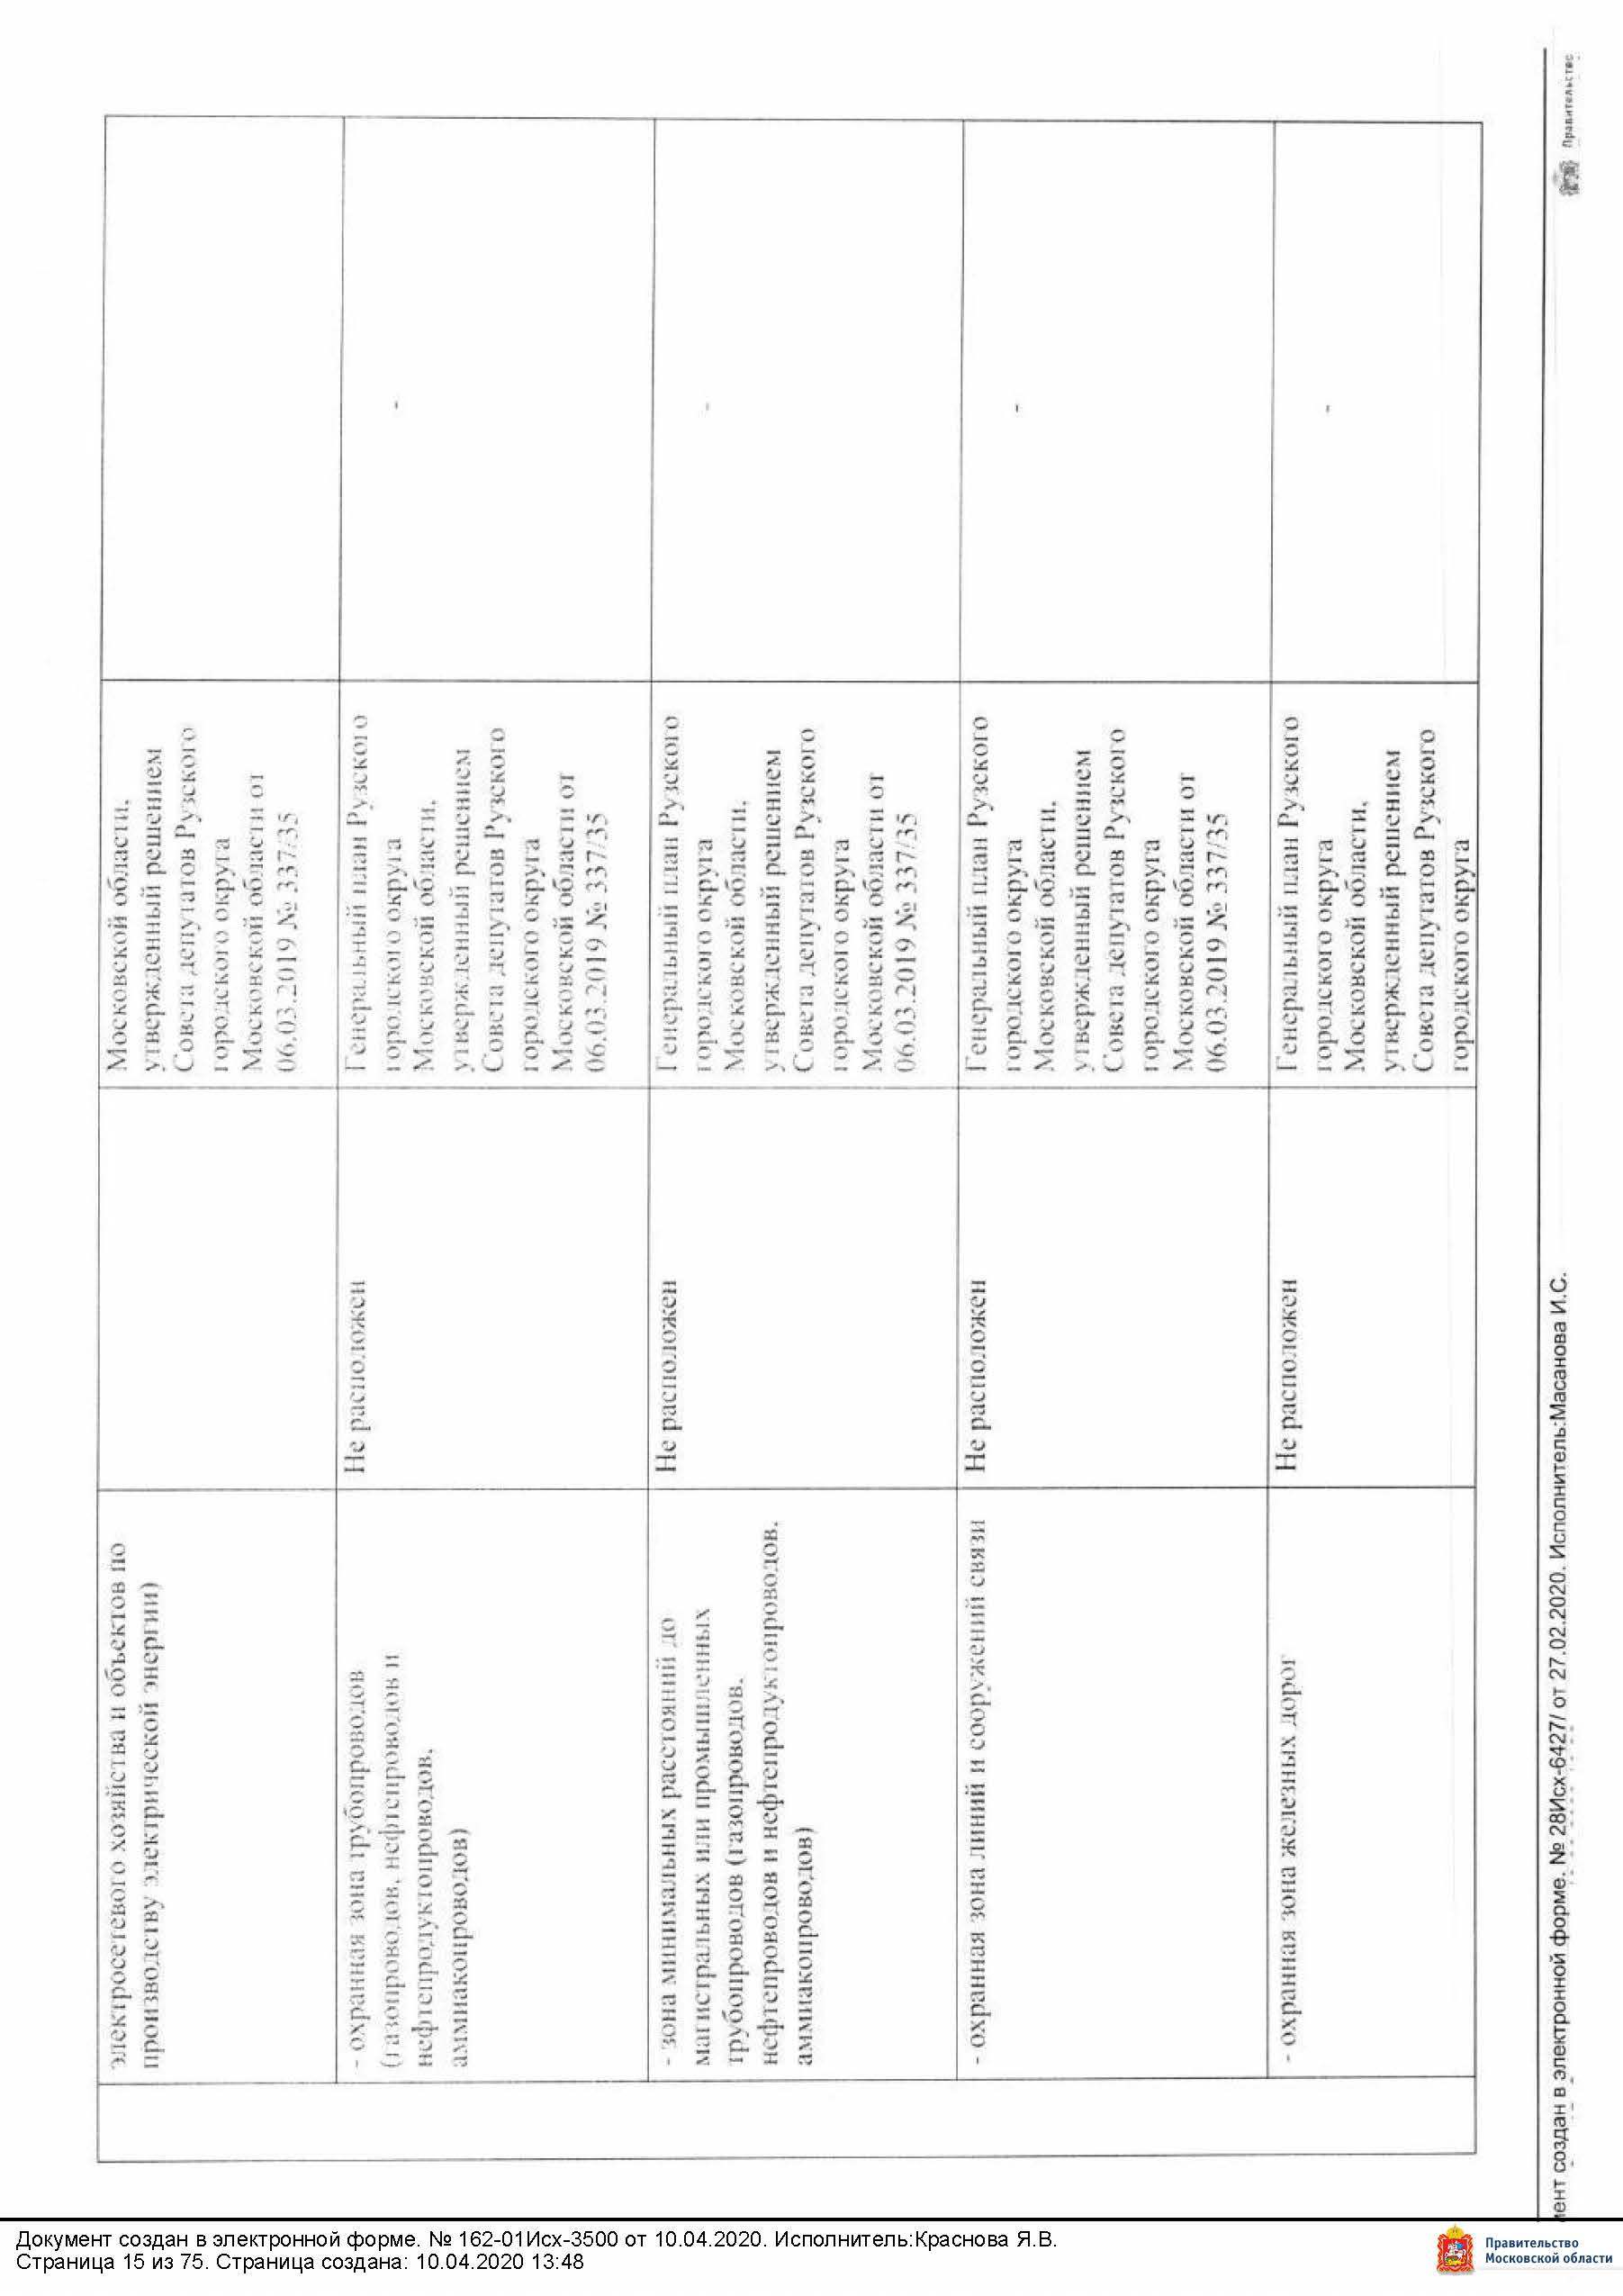 электросетевого хозяйства и объектов по
производству электрической энергии)
Московской области,
утвержденный решением
Совета депутатов Рузского
городского округа
Московской области от
06.03.2019 № 337/35
- охранная зона трубопроводов
(газопроводов, нефтепроводов и
нефтепродуктопроводов,
аммиакопроводов)
Не расположен
Генеральный план Рузского
городского округа
Московской области,
утвержденный решением
Совета депутатов Рузского
городского округа
Московской области от
06.03.2019 № 337/35
-
- зона минимальных расстояний до
магистральных или промышленных
трубопроводов (газопроводов,
нефтепроводов и нефтепродуктопроводов,
аммиакопроводов)
Не расположен
Генеральный план Рузского
городского округа
Московской области,
утвержденный решением
Совета депутатов Рузского
городского округа
Московской области от
06.03.2019 № 337/35
-
- охранная зона линий и сооружений связи
Не расположен
Генеральный план Рузского
городского округа
Московской области,
утвержденный решением
Совета депутатов Рузского
городского округа
Московской области от
06.03.2019 № 337/35
-
- охранная зона железных дорог
Не расположен
Генеральный план Рузского
городского округа
Московской области,
утвержденный решением
Совета депутатов Рузского
городского округа
-
мент создан в электронной форме. № 28Исх-6427/ от 27.02.2020. Исполнитель:Масанова И.С.
Правительство
Документ создан в электронной форме. № 162-01Исх-3500 от 10.04.2020. Исполнитель:Краснова Я.В.
Страница 15 из 75. Страница создана: 10.04.2020 13:48
Правительство
Московской области